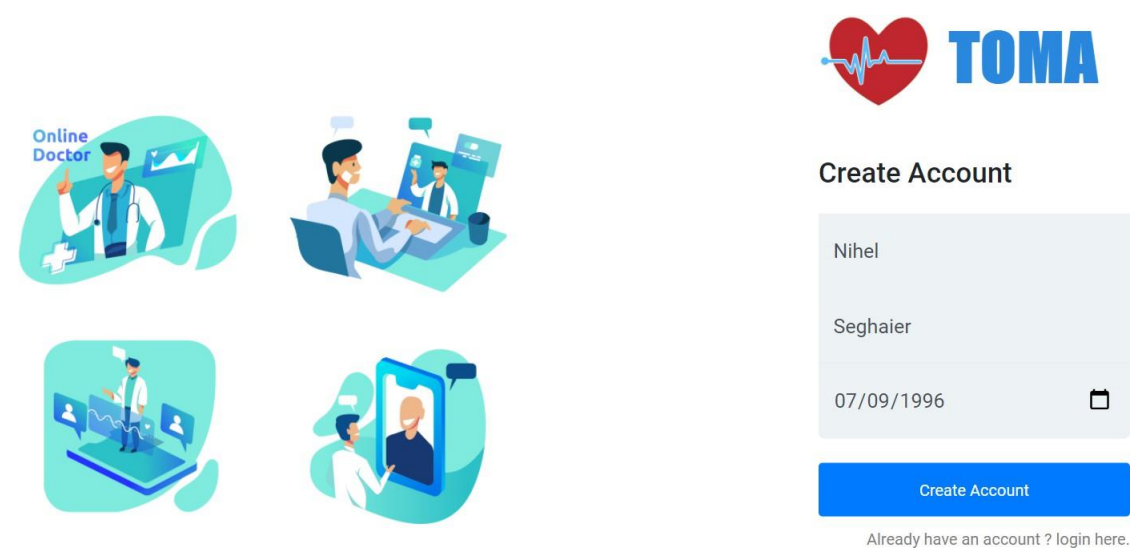 Online
Doctor
TOMA
Create Account
Nihel
Seghaier
07/09/1996
Create Account
Already have an account ? login here.